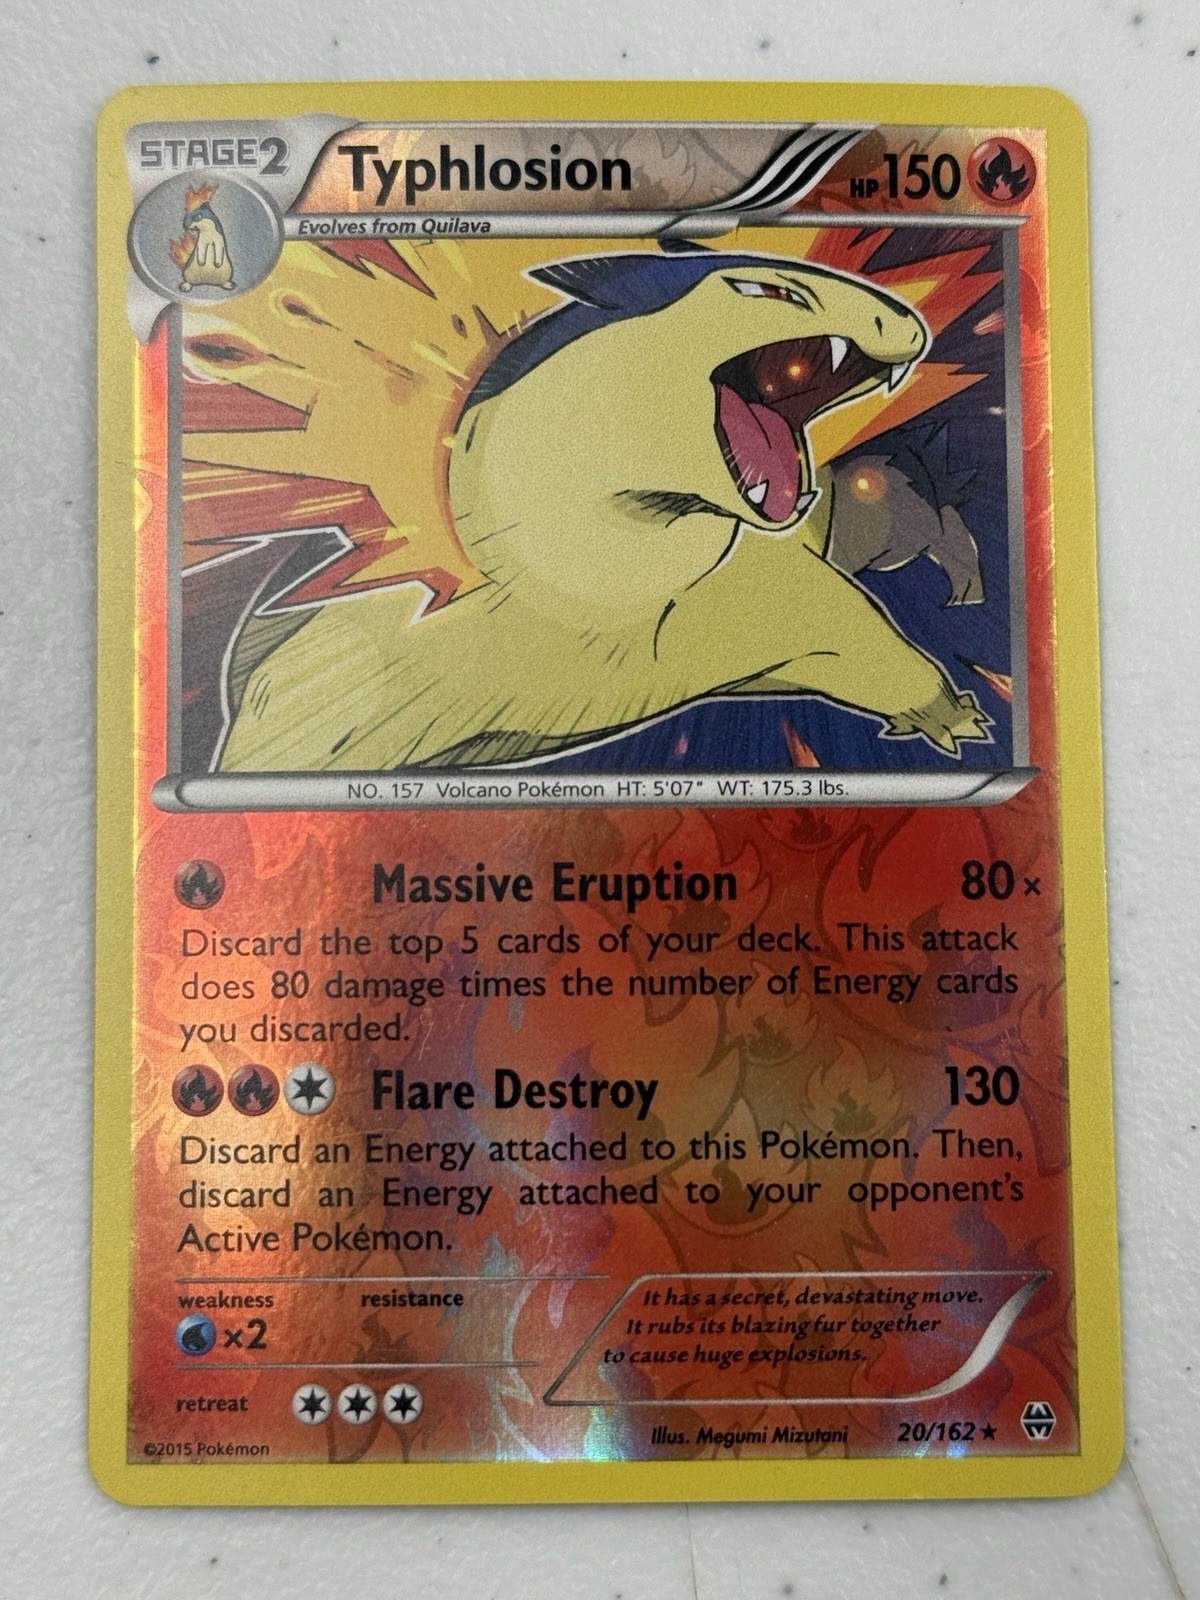 STAGE2 Typhlosion HP150
Evolves from Quilava
NO. 157 Volcano Pokémon HT: 5'07" WT: 175.3 lbs.
Massive Eruption 80×
Discard the top 5 cards of your deck. This attack
does 80 damage times the number of Energy cards
you discarded.
Flare Destroy 130
Discard an Energy attached to this Pokémon. Then,
discard an Energy attached to your opponent's
Active Pokémon.
weakness resistance
×2
It has a secret, devastating move.
It rubs its blazing fur together
to cause huge explosions.
retreat
©2015 Pokémon
Illus. Megumi Mizutani 20/162 ★